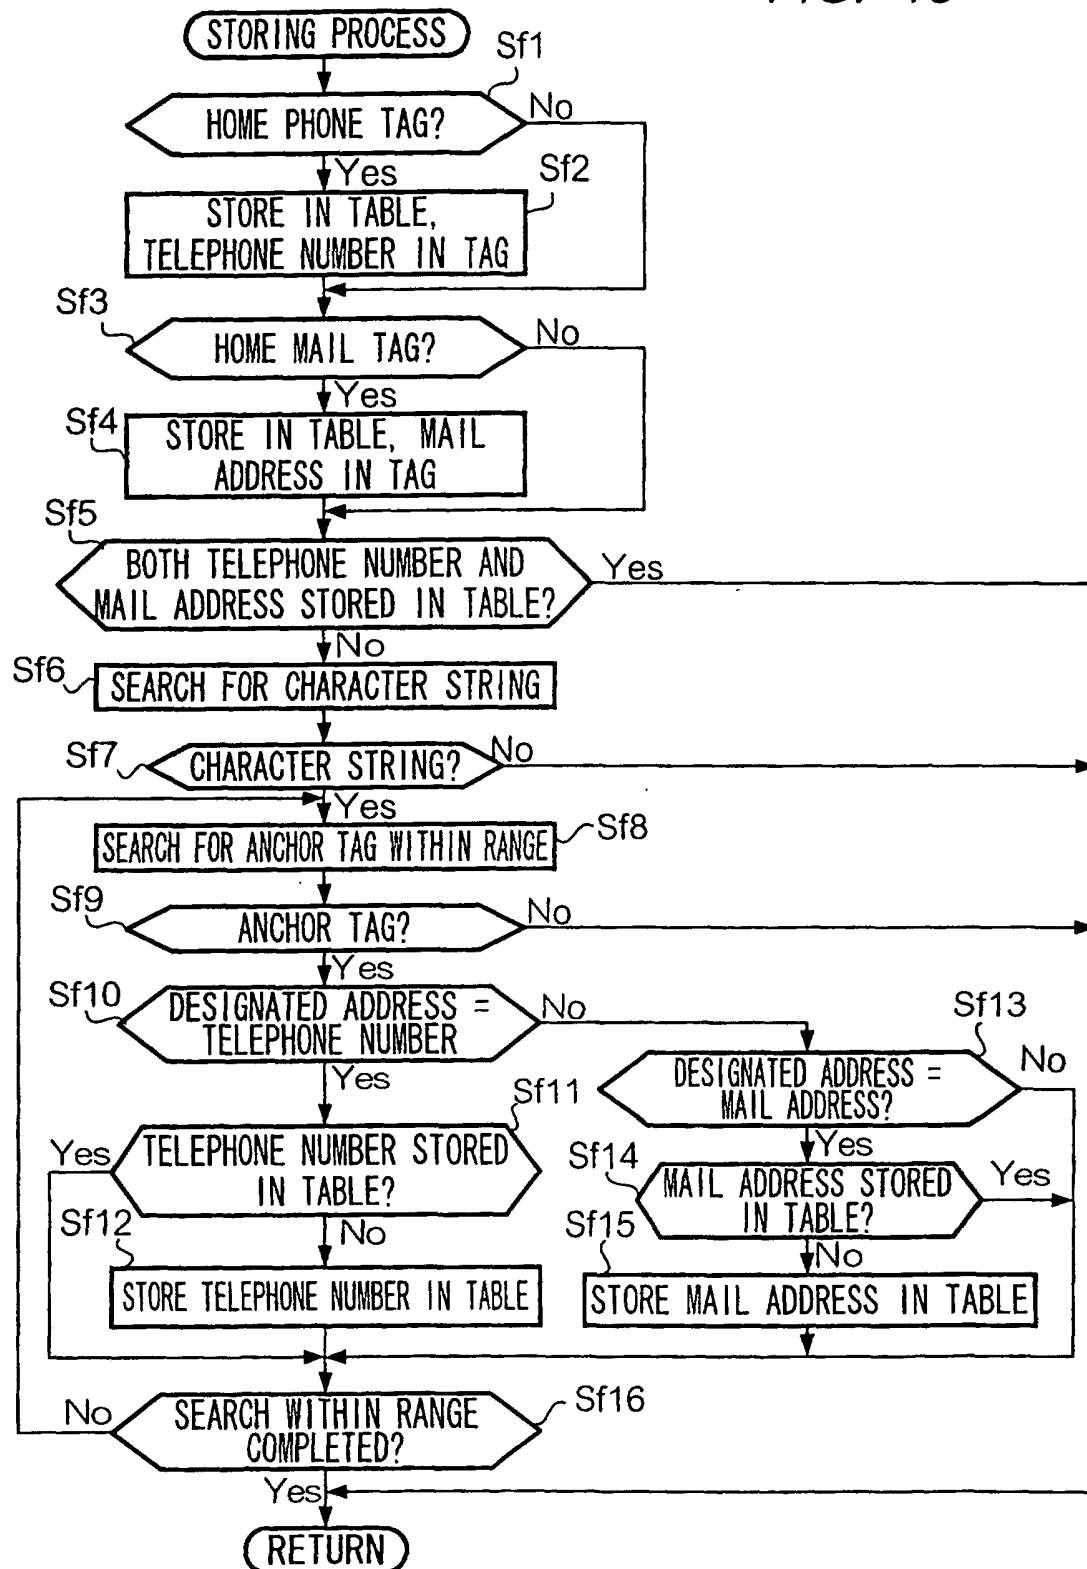 STORING PROCESS
Sf1
HOME PHONE TAG?
No
Yes
Sf2
STORE IN TABLE,
TELEPHONE NUMBER IN TAG
Sf3
HOME MAIL TAG?
No
Yes
Sf4
STORE IN TABLE, MAIL
ADDRESS IN TAG
Sf5
BOTH TELEPHONE NUMBER AND
MAIL ADDRESS STORED IN TABLE?
Yes
No
Sf6
SEARCH FOR CHARACTER STRING
Sf7
CHARACTER STRING?
No
Yes
Sf8
SEARCH FOR ANCHOR TAG WITHIN RANGE
Sf9
ANCHOR TAG?
No
Yes
Sf10
DESIGNATED ADDRESS =
TELEPHONE NUMBER
No
Yes
Sf13
DESIGNATED ADDRESS =
MAIL ADDRESS?
No
Yes
Sf11
TELEPHONE NUMBER STORED
IN TABLE?
Yes
No
Sf14
MAIL ADDRESS STORED
IN TABLE?
Yes
No
Sf12
STORE TELEPHONE NUMBER IN TABLE
Sf15
STORE MAIL ADDRESS IN TABLE
Sf16
SEARCH WITHIN RANGE
COMPLETED?
No
Yes
RETURN